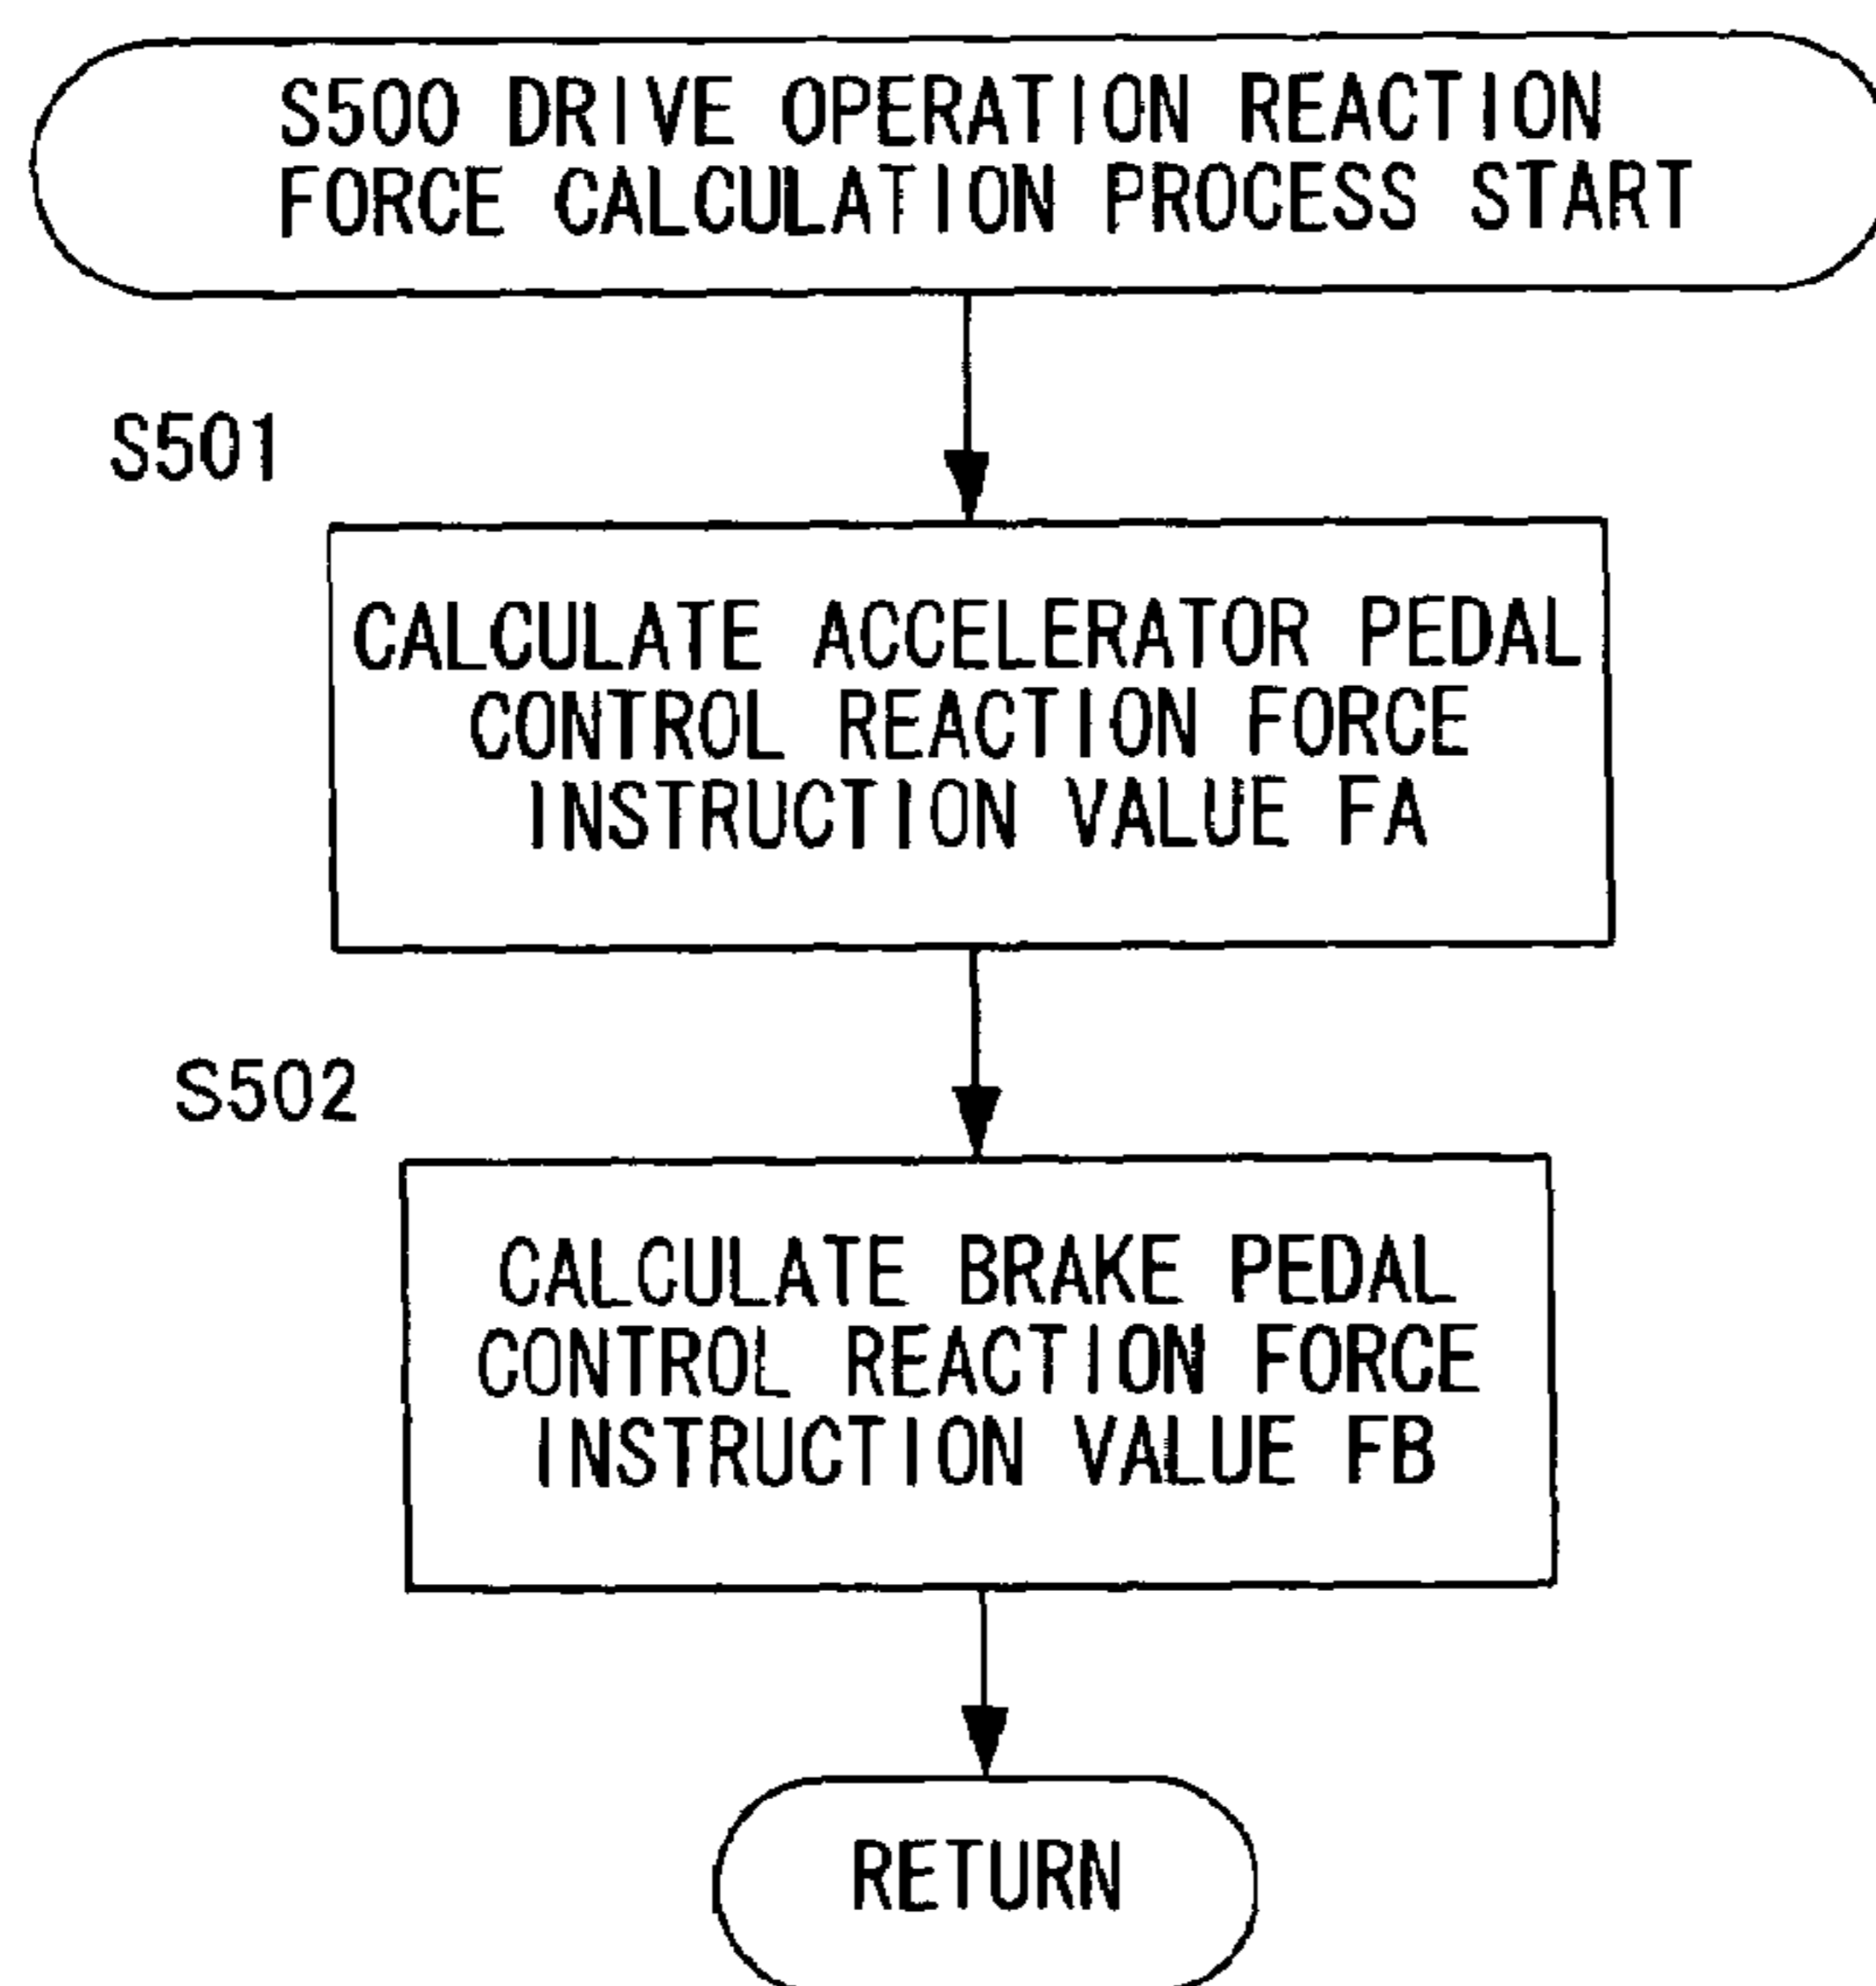 S500 DRIVE OPERATION REACTION
FORCE CALCULATION PROCESS START
S501
CALCULATE ACCELERATOR PEDAL
CONTROL REACTION FORCE
INSTRUCTION VALUE FA
S502
CALCULATE BRAKE PEDAL
CONTROL REACTION FORCE
INSTRUCTION VALUE FB
RETURN